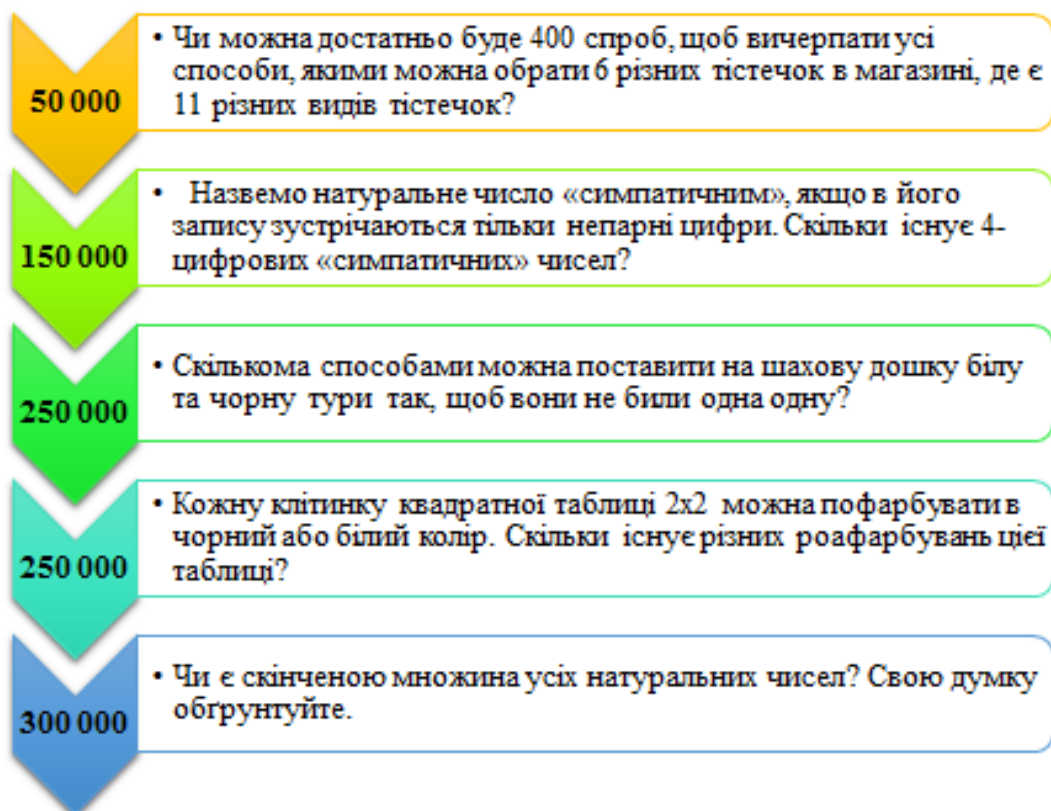 50 000
• Чи можна достатньо буде 400 спроб, щоб вичерпати усі
способи, якими можна обрати 6 різних тістечок в магазині, де є
11 різних видів тістечок?
150 000
• Назвемо натуральне число «симпатичним», якщо в його
запису зустрічаються тільки непарні цифри. Скільки існує 4-
цифрових «симпатичних» чисел?
250 000
• Скількома способами можна поставити на шахову дошку білу
та чорну тури так, щоб вони не били одна одну?
250 000
• Кожну клітинку квадратної таблиці 2х2 можна пофарбувати в
чорний або білий колір. Скільки існує різних роафарбувань цієї
таблиці?
300 000
• Чи є скінченою множина усіх натуральних чисел? Свою думку
обґрунтуйте.